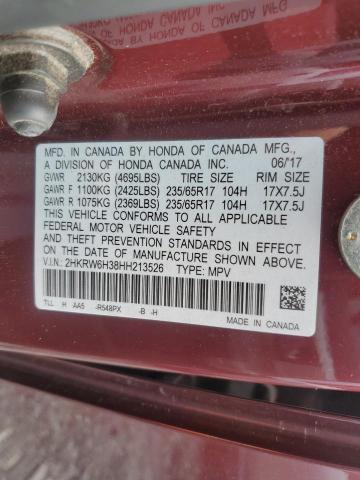 MFD. IN CANADA BY HONDA OF CANADA MFG.,
A DIVISION OF HONDA CANADA INC. 06/'17
GVWR 2130KG (4695LBS) TIRE SIZE RIM SIZE
GAWR F 1100KG (2425LBS) 235/65R17 104H 17X7.5J
GAWR R 1075KG (2369LBS) 235/65R17 104H 17X7.5J
THIS VEHICLE CONFORMS TO ALL APPLICABLE
FEDERAL MOTOR VEHICLE SAFETY
AND THEFT PREVENTION STANDARDS IN EFFECT ON
THE DATE OF MANUFACTURE SHOWN ABOVE.
V.I.N.: 2HKRW6H38HH213526 TYPE: MPV
TLL H AA5 -R548PX -B -H
MADE IN CANADA